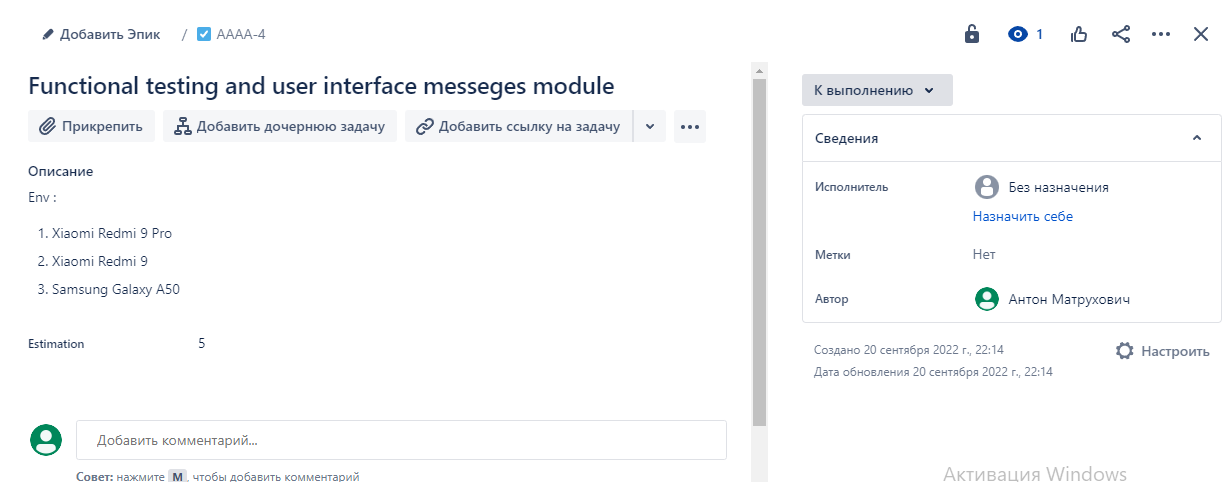 Добавить Эпик / AAAA-4
1
Functional testing and user interface messeges module
Прикрепить
Добавить дочернюю задачу
Добавить ссылку на задачу
Описание
Env :
1. Xiaomi Redmi 9 Pro
2. Xiaomi Redmi 9
3. Samsung Galaxy A50
Estimation 5
Добавить комментарий...
Совет: нажмите M, чтобы добавить комментарий
К выполнению
Сведения
Исполнитель Без назначения
Назначить себе
Метки Нет
Автор Антон Матрухович
Создано 20 сентября 2022 г., 22:14
Настроить
Дата обновления 20 сентября 2022 г., 22:14
Активация Windows